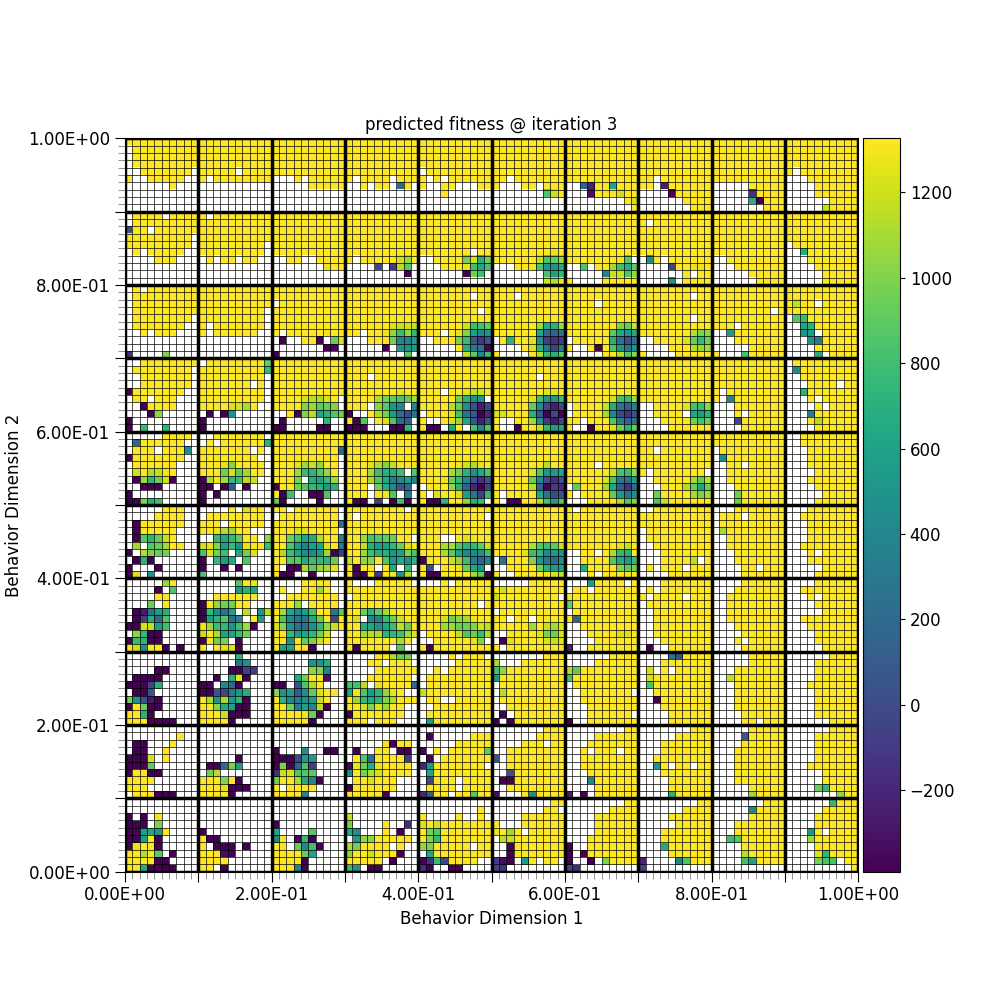 predicted fitness @ iteration 3
1.00E+00
8.00E-01
6.00E-01
4.00E-01
2.00E-01
0.00E+00
Behavior Dimension 2
0.00E+00 2.00E-01 4.00E-01 6.00E-01 8.00E-01 1.00E+00
Behavior Dimension 1
1200
1000
800
600
400
200
0
−200